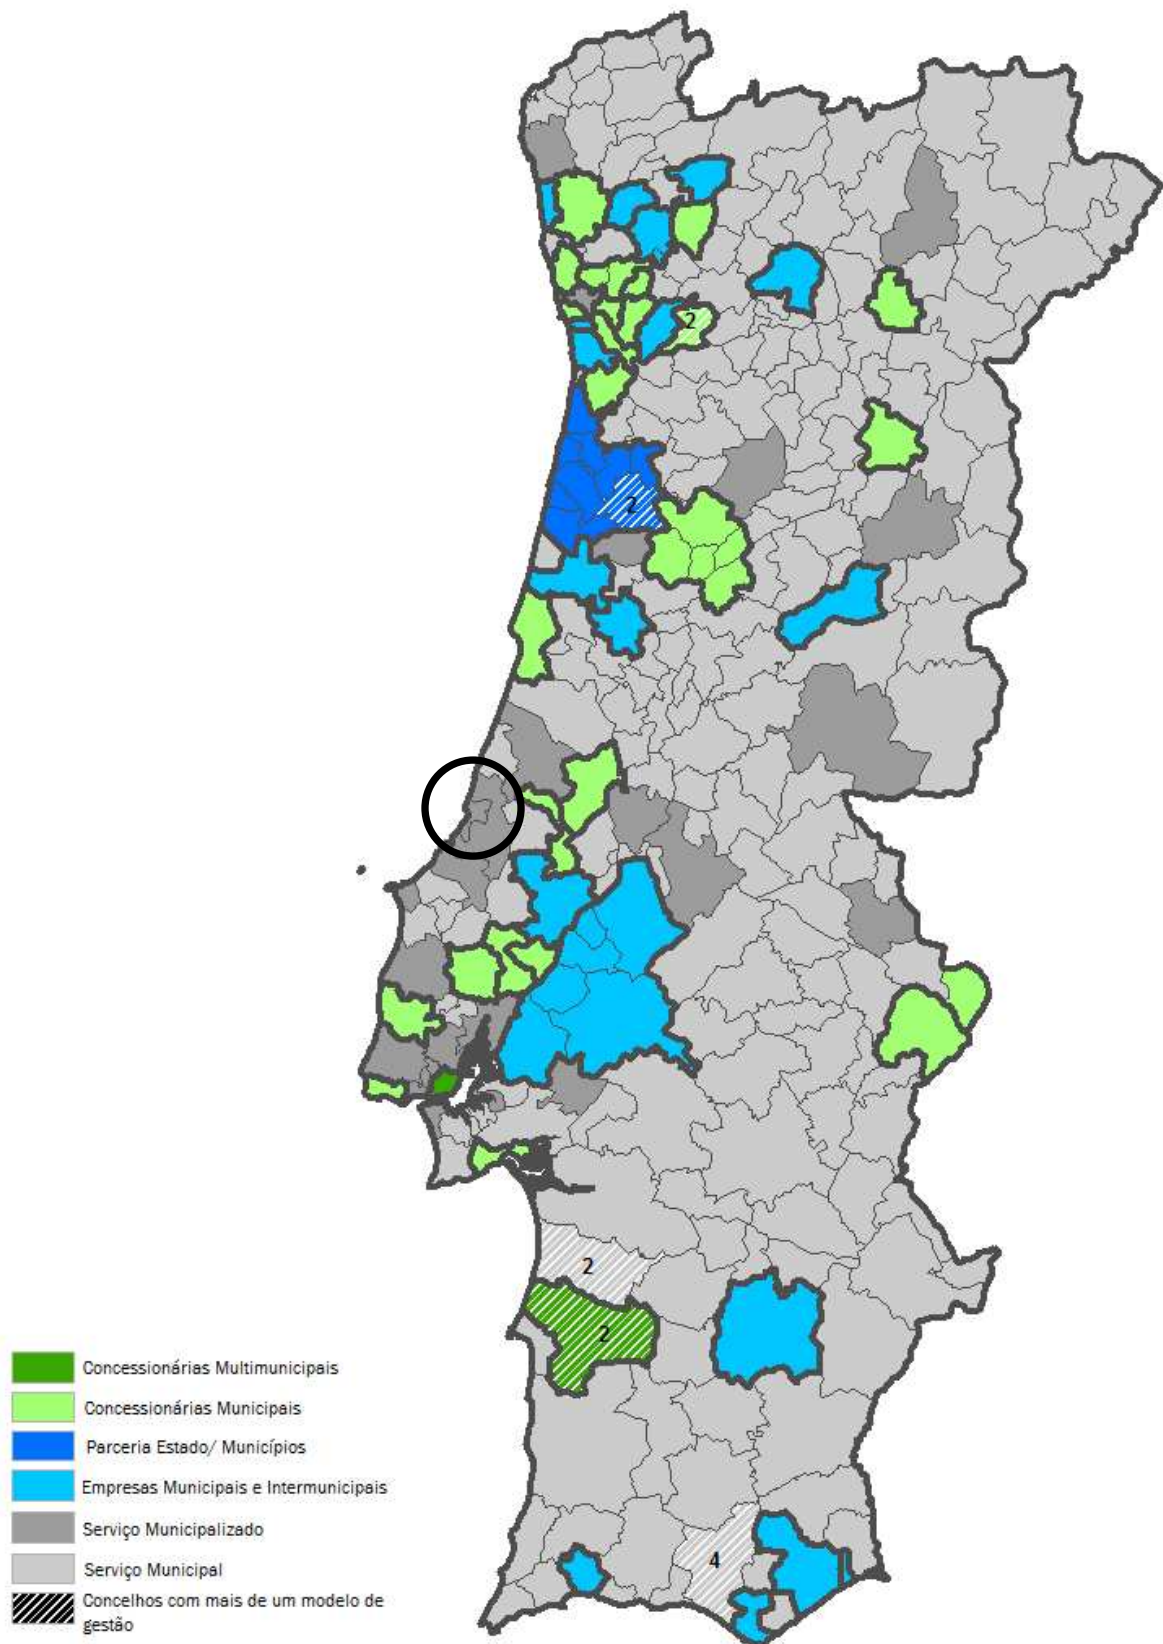 2
2
2
2
4
Concessionárias Multimunicipais
Concessionárias Municipais
Parceria Estado/ Municípios
Empresas Municipais e Intermunicipais
Serviço Municipalizado
Serviço Municipal
Concelhos com mais de um modelo de
gestão